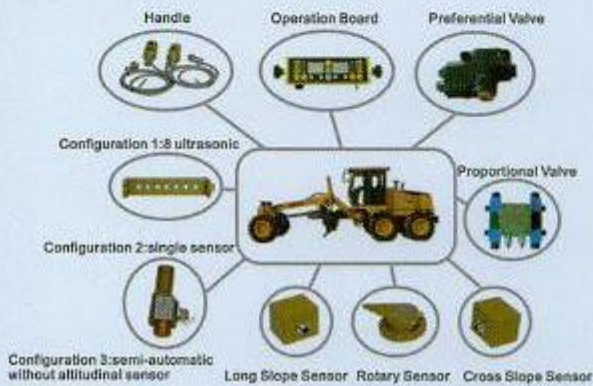 Handle
Operation Board
Preferential Valve
Configuration 1:8 ultrasonic
Proportional Valve
Configuration 2:single sensor
Configuration 3:semi-automatic
without altitudinal sensor
Long Slope Sensor
Rotary Sensor
Cross Slope Sensor